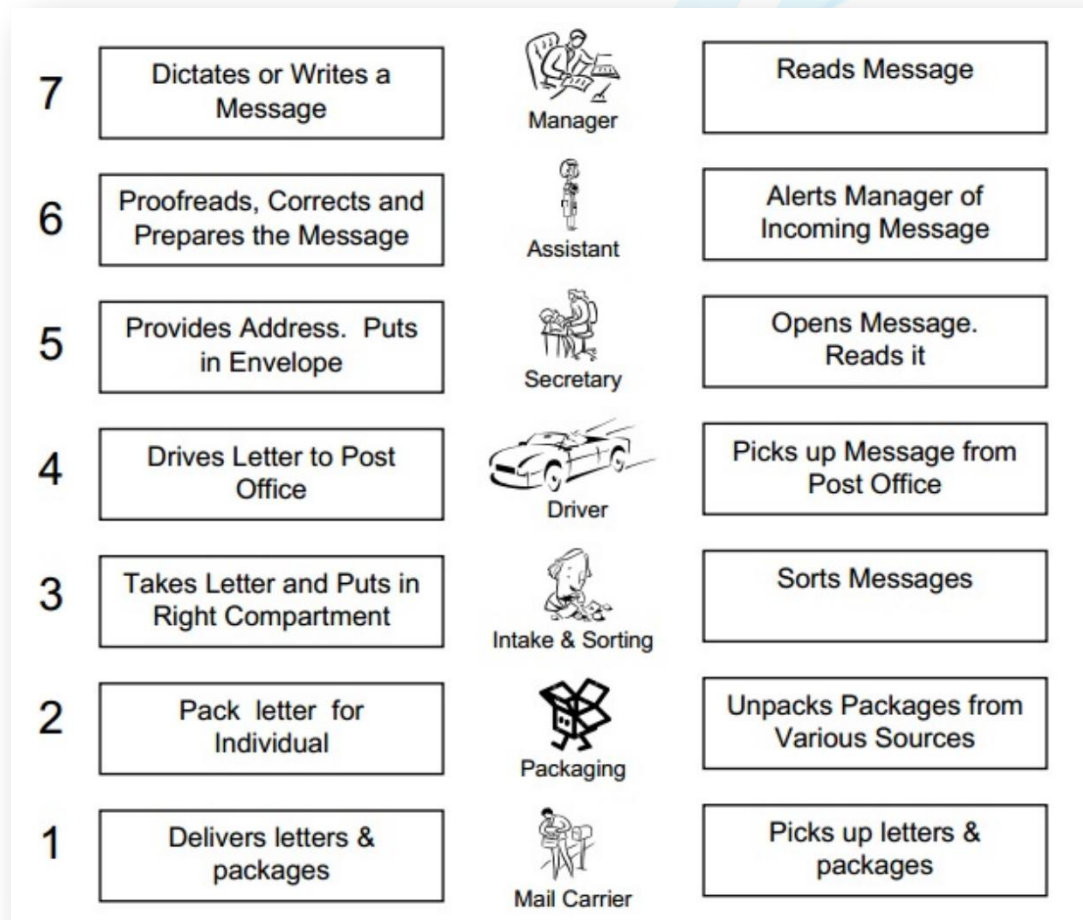 7
Dictates or Writes a
Message
Manager
Reads Message
6
Proofreads, Corrects and
Prepares the Message
Assistant
Alerts Manager of
Incoming Message
5
Provides Address. Puts
in Envelope
Secretary
Opens Message.
Reads it
4
Drives Letter to Post
Office
Driver
Picks up Message from
Post Office
3
Takes Letter and Puts in
Right Compartment
Intake & Sorting
Sorts Messages
2
Pack letter for
Individual
Packaging
Unpacks Packages from
Various Sources
1
Delivers letters &
packages
Mail Carrier
Picks up letters &
packages